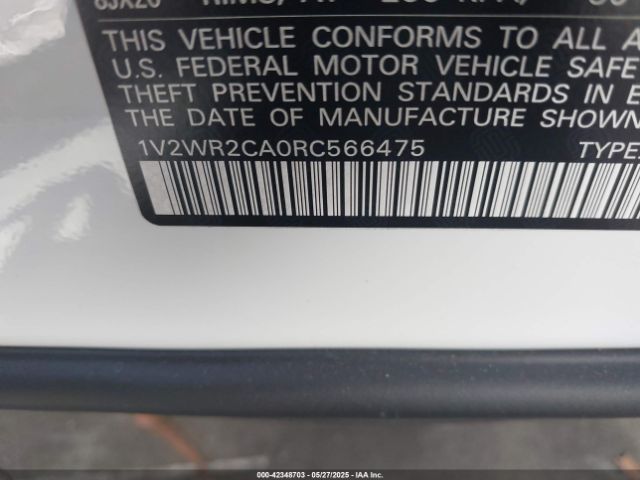 8JX20
THIS VEHICLE CONFORMS TO ALL A
U.S. FEDERAL MOTOR VEHICLE SAFE
THEFT PREVENTION STANDARDS IN E
THE DATE OF MANUFACTURE SHOWN
1V2WR2CA0RC566475 TYPE:
000-42348703 — 05/27/2025 — IAA Inc.